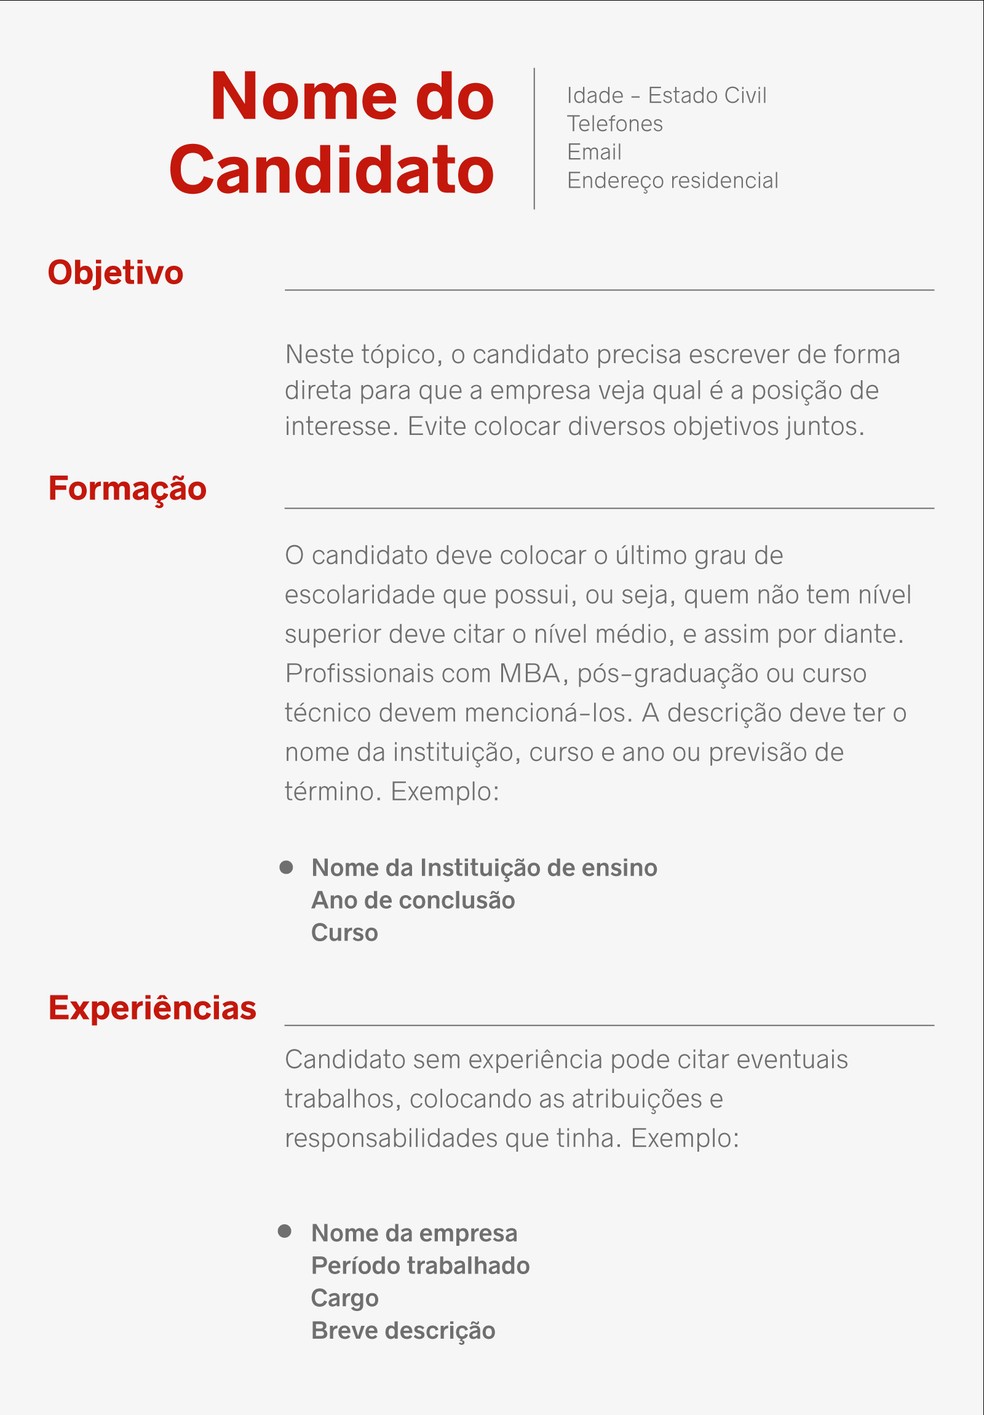 Nome do
Candidato
Idade - Estado Civil
Telefones
Email
Endereço residencial
Objetivo
Neste tópico, o candidato precisa escrever de forma
direta para que a empresa veja qual é a posição de
interesse. Evite colocar diversos objetivos juntos.
Formação
O candidato deve colocar o último grau de
escolaridade que possui, ou seja, quem não tem nível
superior deve citar o nível médio, e assim por diante.
Profissionais com MBA, pós-graduação ou curso
técnico devem mencioná-los. A descrição deve ter o
nome da instituição, curso e ano ou previsão de
término. Exemplo:
● Nome da Instituição de ensino
Ano de conclusão
Curso
Experiências
Candidato sem experiência pode citar eventuais
trabalhos, colocando as atribuições e
responsabilidades que tinha. Exemplo:
● Nome da empresa
Período trabalhado
Cargo
Breve descrição